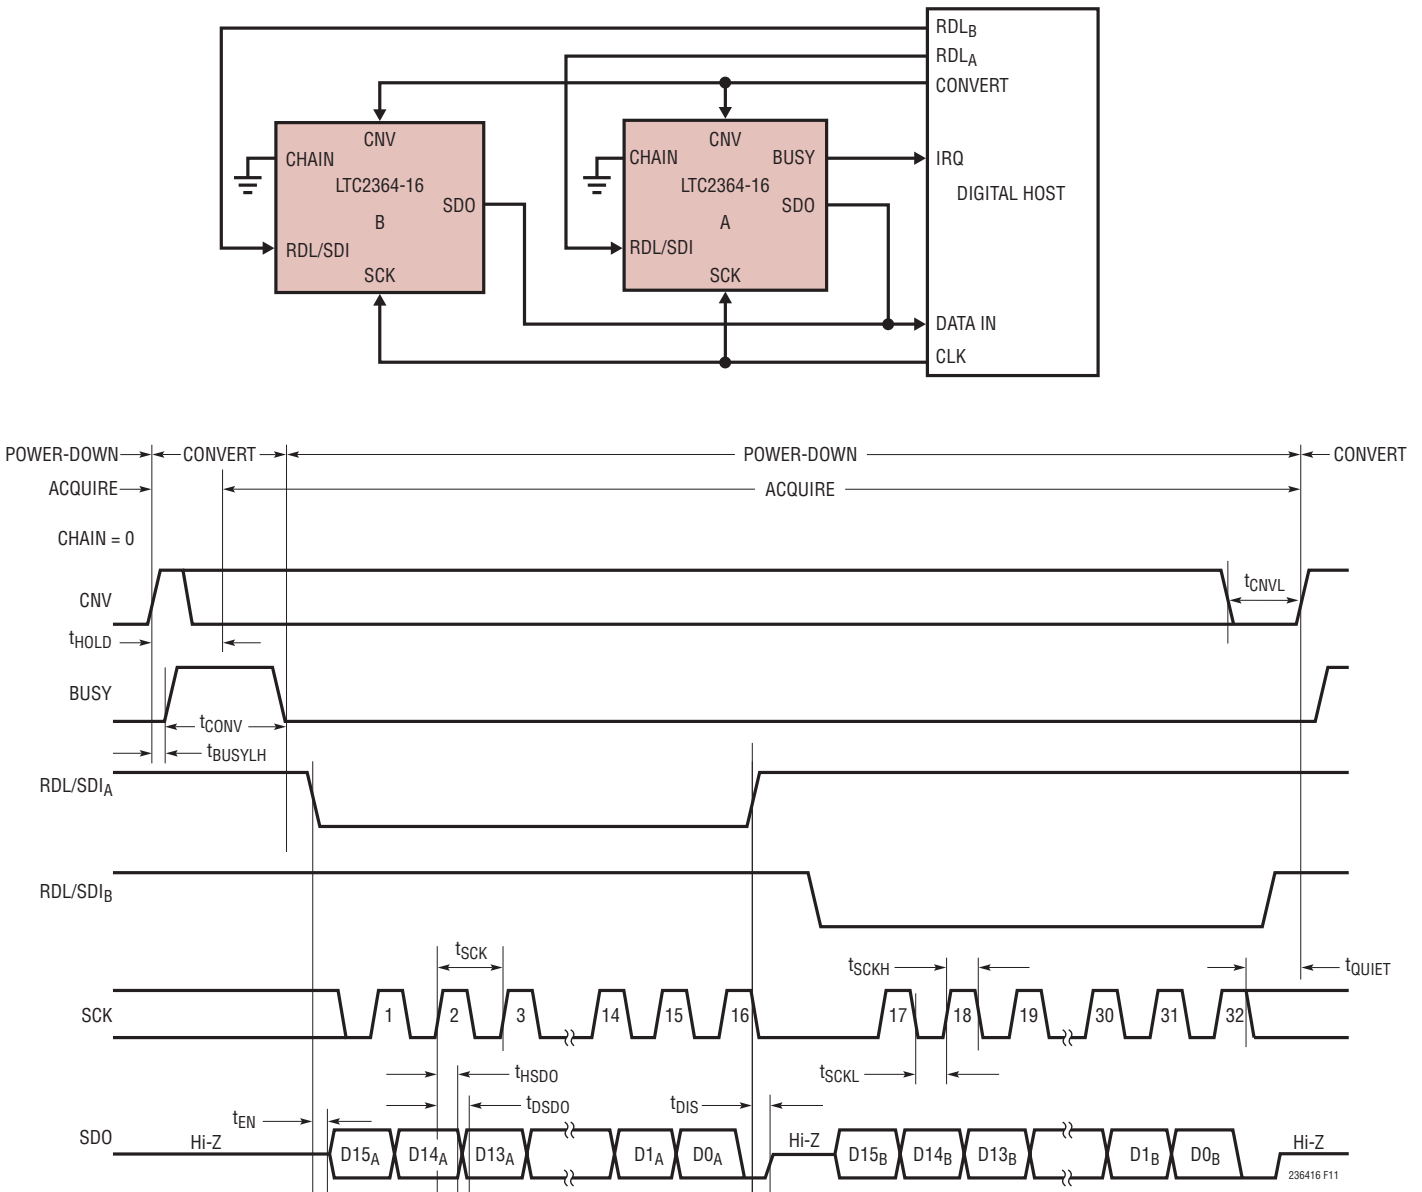 RDLB
RDLA
CONVERT
CNV
CHAIN
LTC2364-16
B
SDO
RDL/SDI
SCK
CNV
CHAIN
BUSY
LTC2364-16
A
SDO
RDL/SDI
SCK
IRQ
DIGITAL HOST
DATA IN
CLK
POWER-DOWN CONVERT POWER-DOWN CONVERT
ACQUIRE ACQUIRE
CHAIN = 0
CNV tCNVL
tHOLD
BUSY
tCONV
tBUSYLH
RDL/SDIA
RDL/SDIB
tSCK tSCKH tQUIET
SCK 1 2 3 14 15 16 17 18 19 30 31 32
tHSDO tSCKL
tEN tDSDO tDIS
SDO Hi-Z D15A D14A D13A D1A D0A Hi-Z D15B D14B D13B D1B D0B Hi-Z
236416 F11